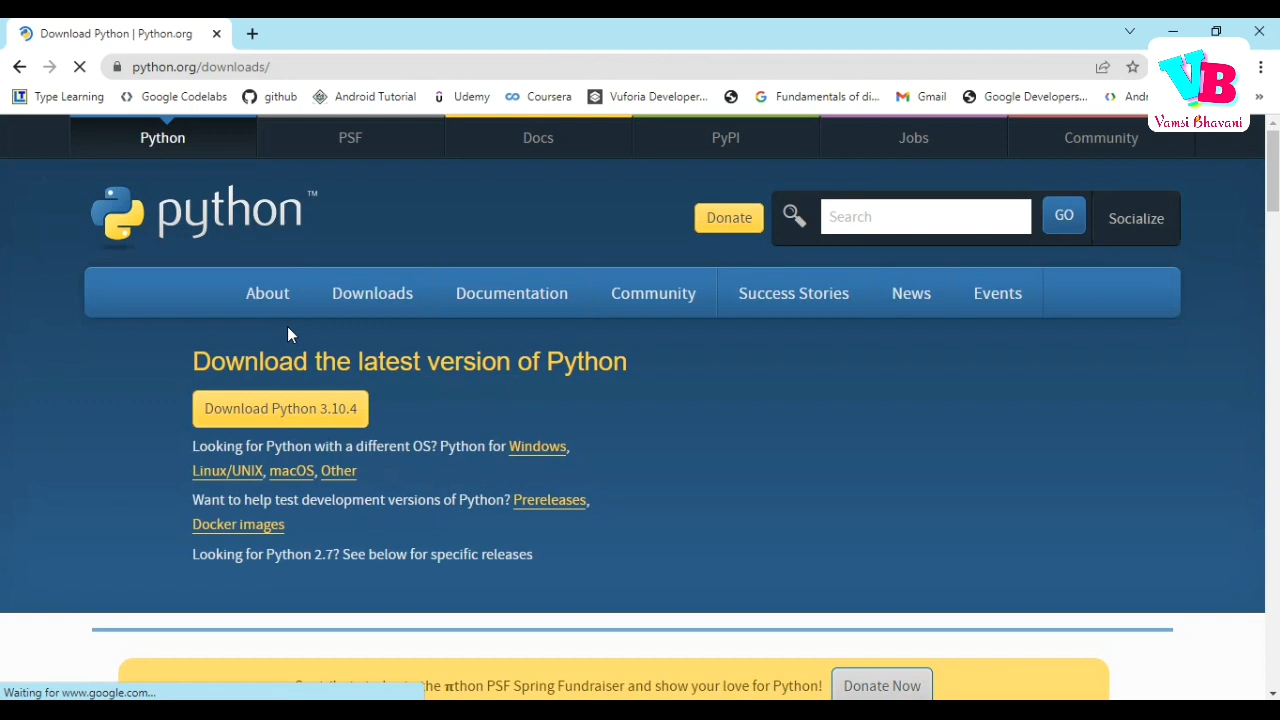 Download Python | Python.org
python.org/downloads/
Type Learning Google Codelabs github Android Tutorial Udemy Coursera Vuforia Developer... Fundamentals of di... Gmail Google Developers... »
VB
Vamsi Bhavani
Python PSF Docs PyPI Jobs Community
python™
Donate Search GO Socialize
About Downloads Documentation Community Success Stories News Events
Download the latest version of Python
Download Python 3.10.4
Looking for Python with a different OS? Python for Windows,
Linux/UNIX, macOS, Other
Want to help test development versions of Python? Prereleases,
Docker images
Looking for Python 2.7? See below for specific releases
the πthon PSF Spring Fundraiser and show your love for Python! Donate Now
Waiting for www.google.com...